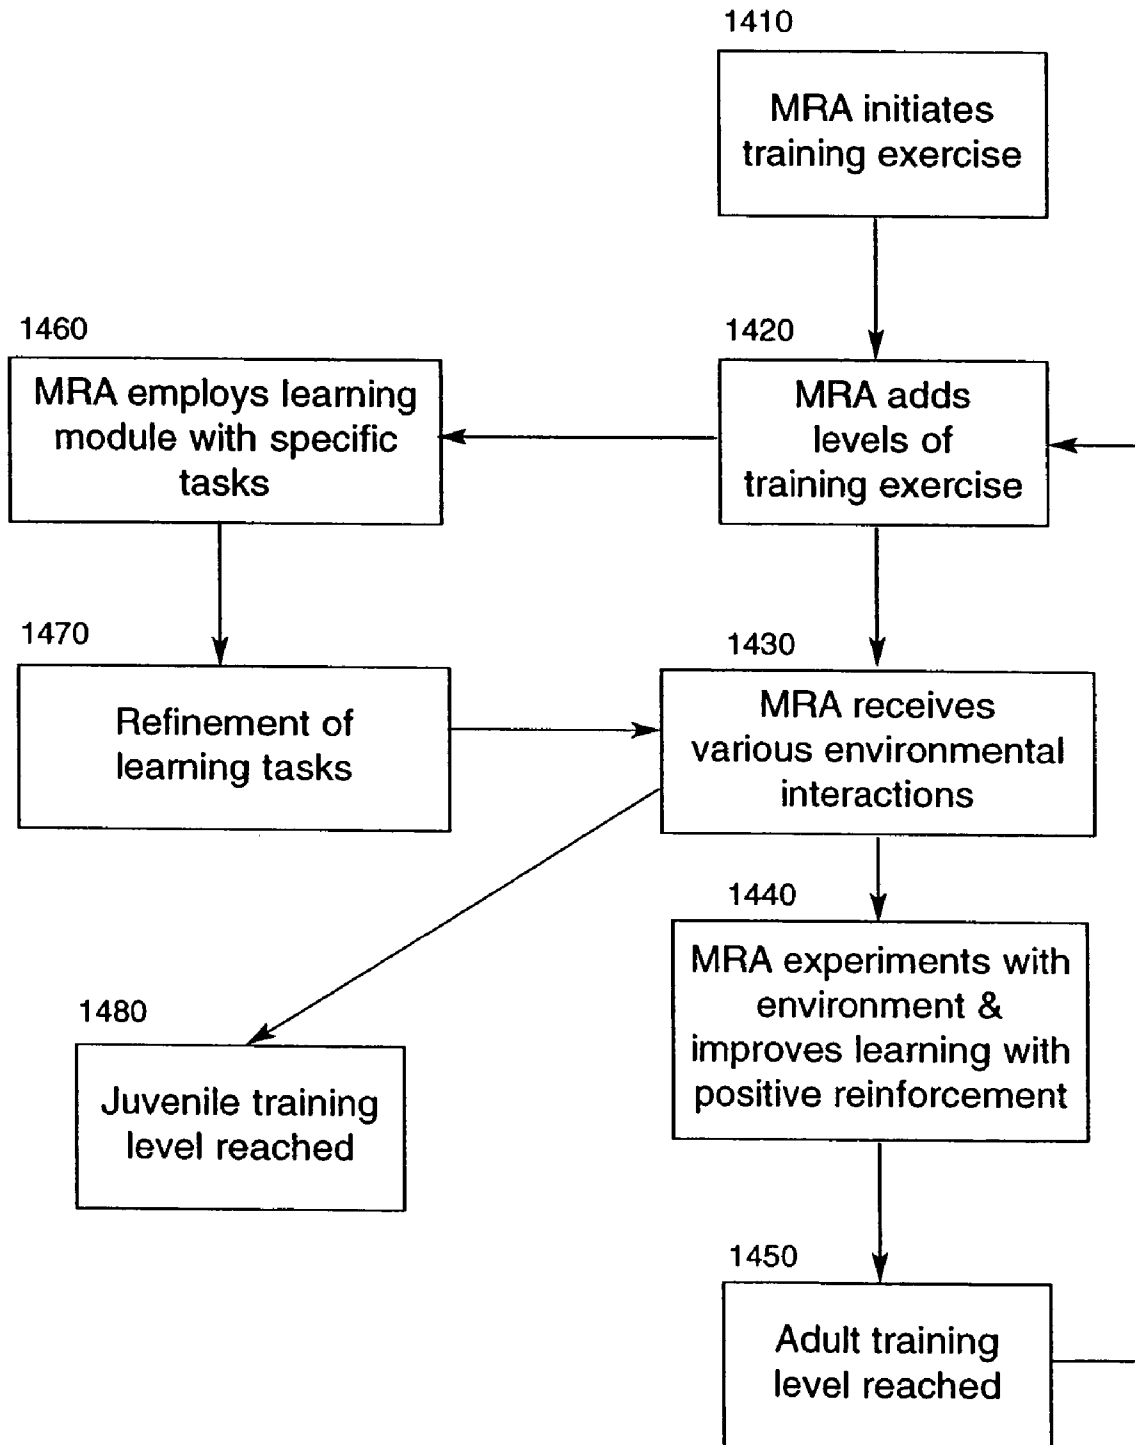 1410
MRA initiates
training exercise
1460
MRA employs learning
module with specific
tasks
1420
MRA adds
levels of
training exercise
1470
Refinement of
learning tasks
1430
MRA receives
various environmental
interactions
1440
MRA experiments with
environment &
improves learning with
positive reinforcement
1480
Juvenile training
level reached
1450
Adult training
level reached